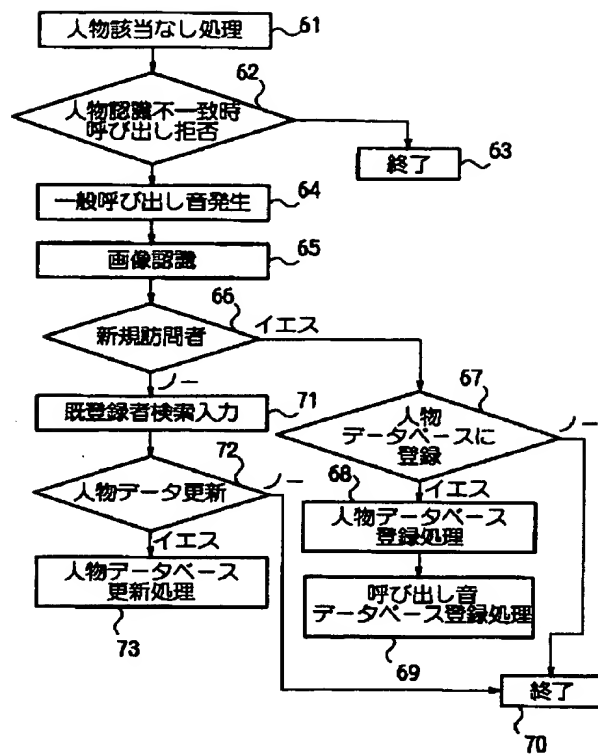 人物該当なし処理
61
62
人物認識不一致時
呼び出し拒否
終了
63
一般呼び出し音発生
64
画像認識
65
66
新規訪問者
イエス
ノー
既登録者検索入力
71
67
人物
データベースに
登録
ノー
72
人物データ更新
ノー
68
イエス
人物データベース
登録処理
イエス
人物データベース
更新処理
73
呼び出し音
データベース登録処理
69
終了
70